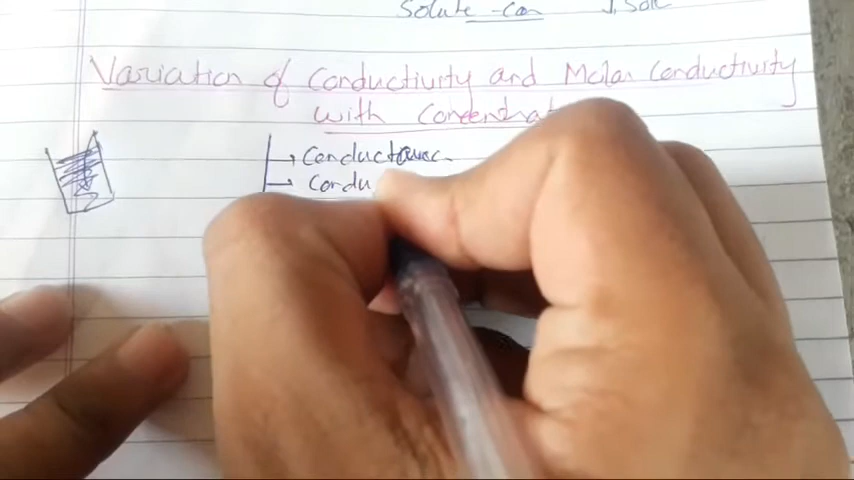 Solute
Variation of Conductivity and Molar Conductivity
with Concentrat
Conductance
Condu